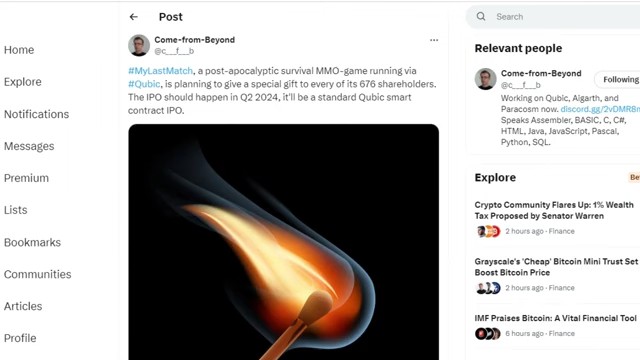 Home
Explore
Notifications
Messages
Premium
Lists
Bookmarks
Communities
Articles
Profile
← Post
Come-from-Beyond
@c___f___b
#MyLastMatch, a post-apocalyptic survival MMO-game running via
#Qubic, is planning to give a special gift to every of its 676 shareholders.
The IPO should happen in Q2 2024, it'll be a standard Qubic smart
contract IPO.
Search
Relevant people
Come-from-Beyond
@c___f___b
Following
Working on Qubic, Aigarth, and
Paracosm now. discord.gg/2vDMR8m
Speaks Assembler, BASIC, C, C#,
HTML, Java, JavaScript, Pascal,
Python, SQL.
Explore
Be
Crypto Community Flares Up: 1% Wealth
Tax Proposed by Senator Warren
2 hours ago · Finance
Grayscale's 'Cheap' Bitcoin Mini Trust Set
Boost Bitcoin Price
2 hours ago · Finance
IMF Praises Bitcoin: A Vital Financial Tool
6 hours ago · Finance